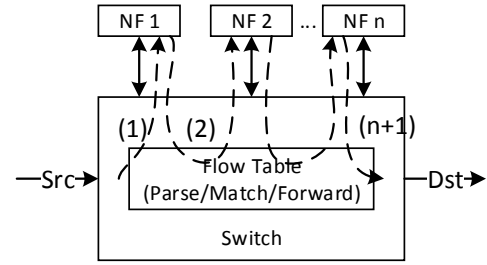 NF 1 NF 2 ... NF n
(1) (2) (n+1)
Src Flow Table Dst
(Parse/Match/Forward)
Switch